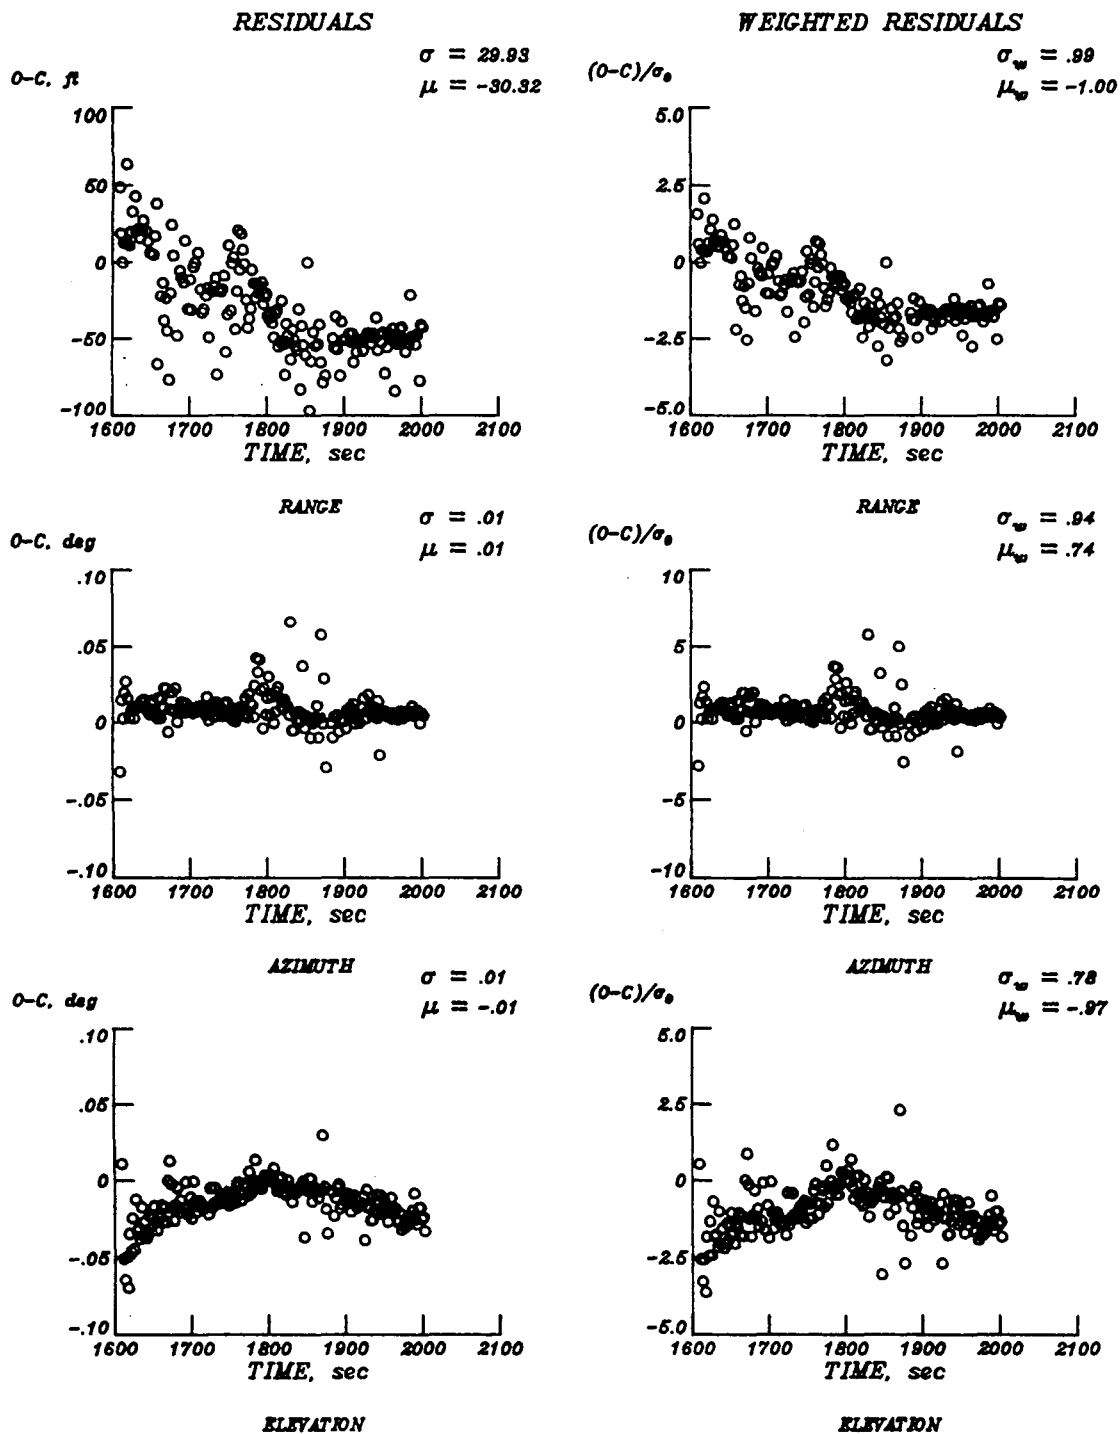 RESIDUALS
WEIGHTED RESIDUALS
O-C, ft
σ = 29.93
μ = -30.32
(O-C)/σ₀
σw = .99
μw = -1.00
100
50
0
-50
-100
1600 1700 1800 1900 2000 2100
TIME, sec
RANGE
5.0
2.5
0
-2.5
-5.0
1600 1700 1800 1900 2000 2100
TIME, sec
RANGE
O-C, deg
σ = .01
μ = .01
(O-C)/σ₀
σw = .94
μw = .74
.10
.05
0
-.05
-.10
1600 1700 1800 1900 2000 2100
TIME, sec
AZIMUTH
10
5
0
-5
-10
1600 1700 1800 1900 2000 2100
TIME, sec
AZIMUTH
O-C, deg
σ = .01
μ = -.01
(O-C)/σ₀
σw = .78
μw = -.97
.10
.05
0
-.05
-.10
1600 1700 1800 1900 2000 2100
TIME, sec
ELEVATION
5.0
2.5
0
-2.5
-5.0
1600 1700 1800 1900 2000 2100
TIME, sec
ELEVATION